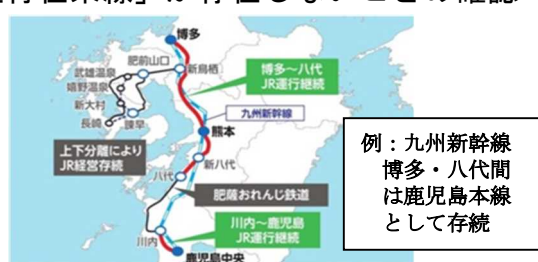 博多
肥前山口
武雄温泉
嬉野温泉
新大村
長崎
諫早
新鳥栖
博多～八代
JR運行継続
九州新幹線
熊本
上下分離により
JR経営存続
新八代
八代
肥薩おれんじ鉄道
川内～鹿児島
JR運行継続
川内
鹿児島中央
例：九州新幹線
博多・八代間
は鹿児島本線
として存続